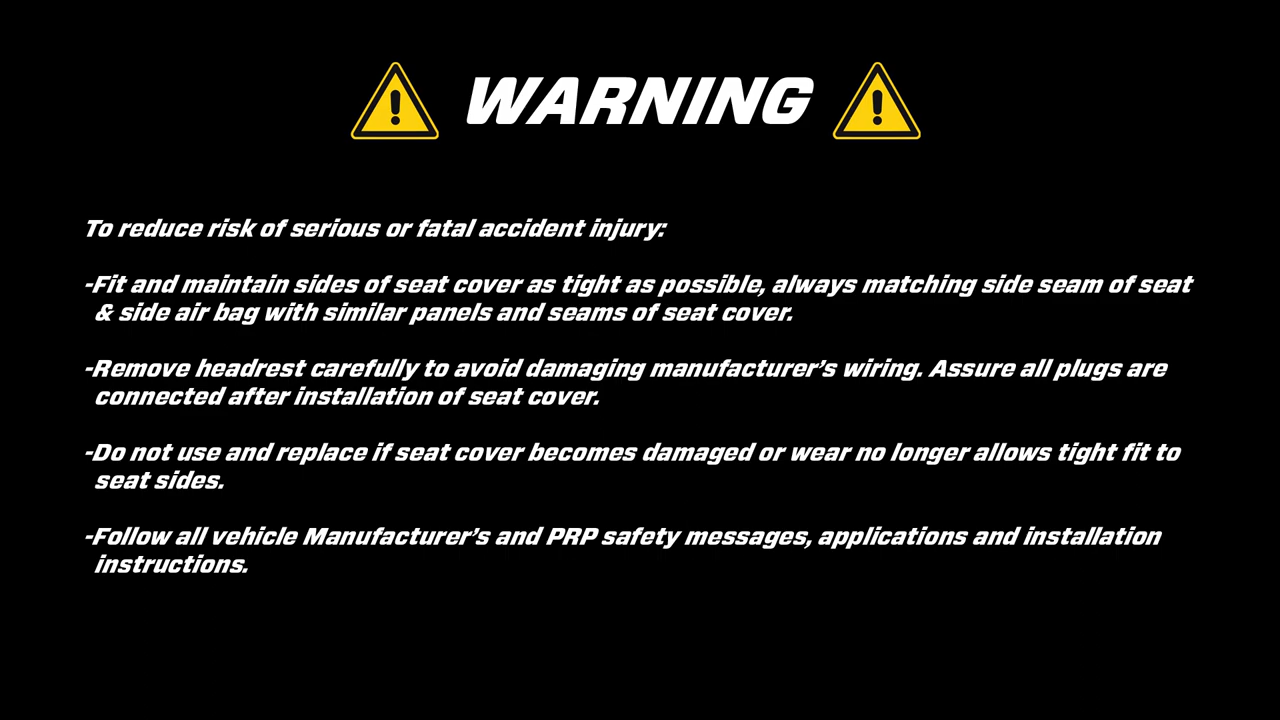 WARNING
To reduce risk of serious or fatal accident injury:
-Fit and maintain sides of seat cover as tight as possible, always matching side seam of seat
& side air bag with similar panels and seams of seat cover.
-Remove headrest carefully to avoid damaging manufacturer’s wiring. Assure all plugs are
connected after installation of seat cover.
-Do not use and replace if seat cover becomes damaged or wear no longer allows tight fit to
seat sides.
-Follow all vehicle Manufacturer’s and PRP safety messages, applications and installation
instructions.